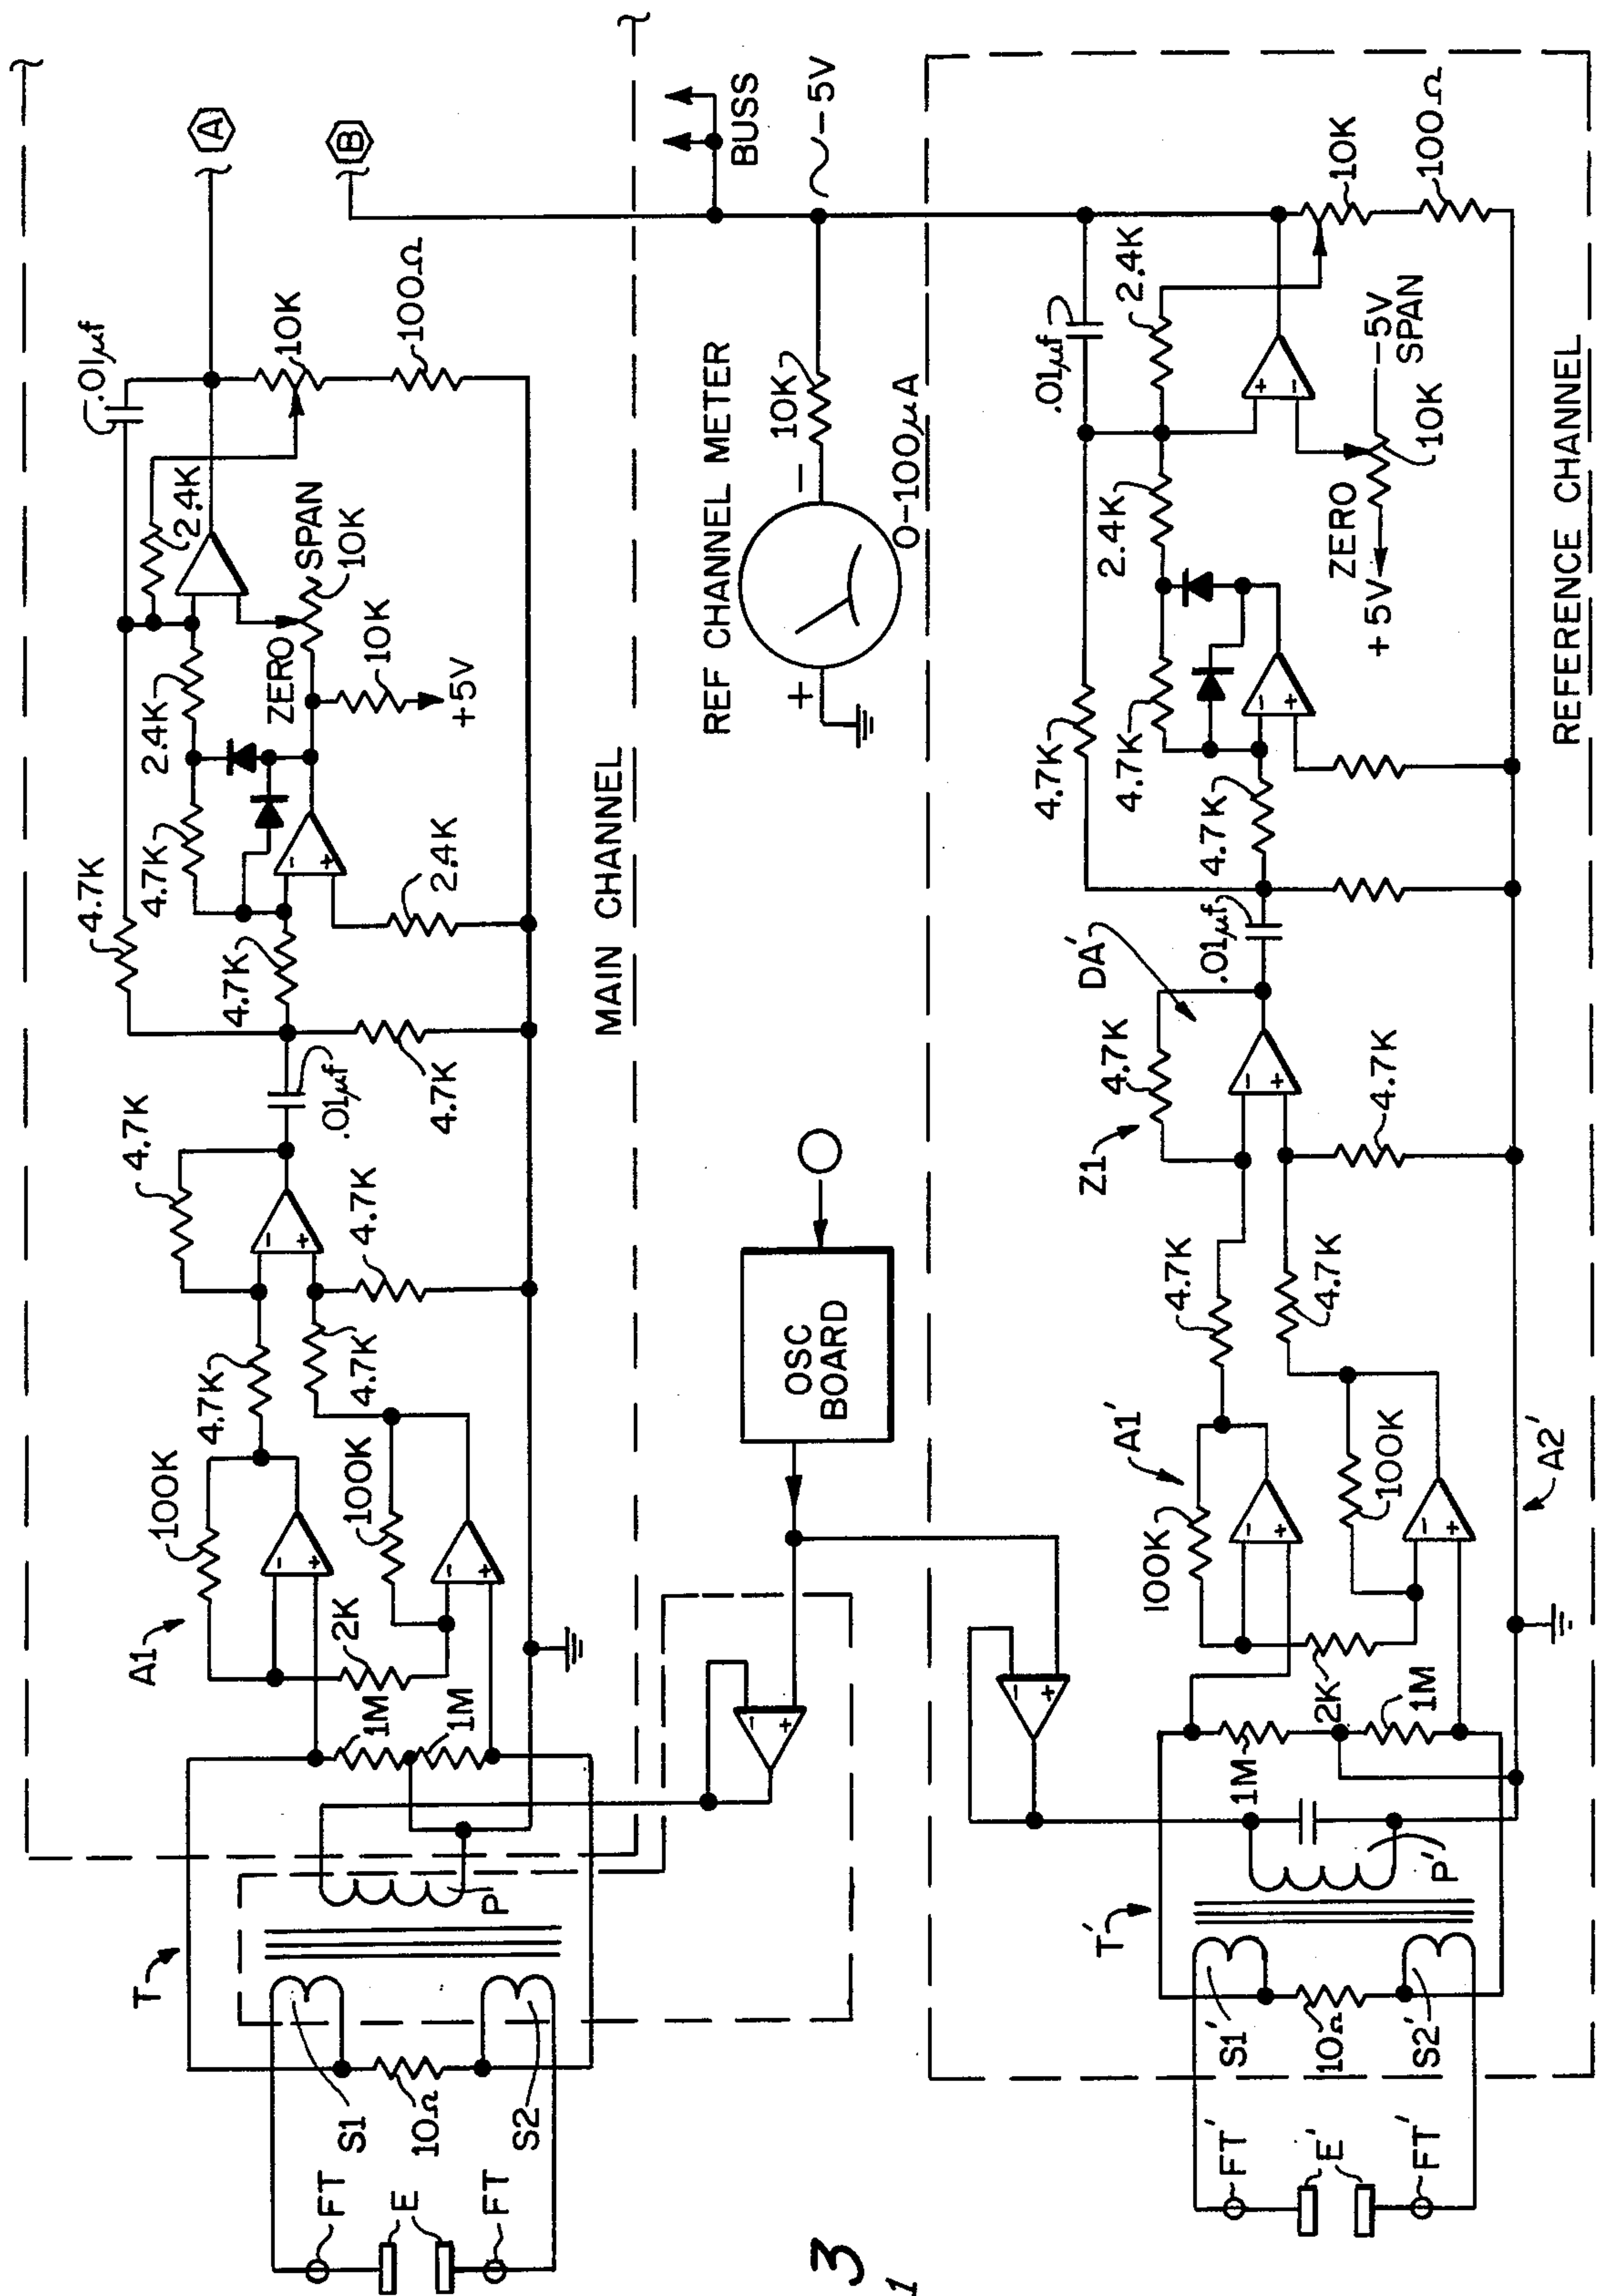 .01µf
10K
100Ω
A
B
4.7K
4.7K
2.4K
2.4K
ZERO
SPAN
10K
10K
+5V
4.7K
2.4K
4.7K
.01µf
4.7K
4.7K
4.7K
4.7K
100K
100K
A1
2K
1M
1M
-
+
-
+
-
+
-
+
MAIN CHANNEL
T
P
S1
10Ω
S2
FT
E
FT
BUSS
-5V
REF CHANNEL METER
10K
-
+
0-100µA
OSC
BOARD
-
+
-
+
.01µf
2.4K
10K
100Ω
4.7K
4.7K
2.4K
+
-
ZERO
+5V
-5V
SPAN
10K
4.7K
-
+
DA'
.01µf
Z1
4.7K
-
+
4.7K
4.7K
4.7K
A1'
100K
100K
-
+
-
+
A2'
2K
1M
1M
T'
P'
S1'
10Ω
S2'
FT'
E'
FT'
REFERENCE CHANNEL
3
1